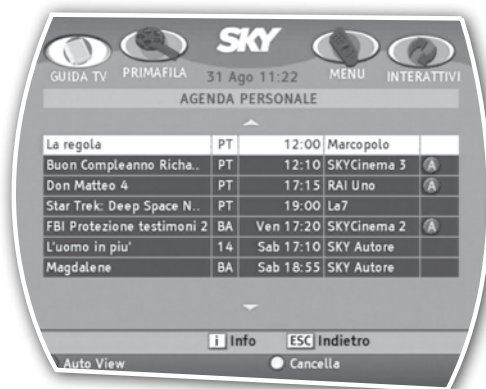 SKY
GUIDA TV PRIMAFILA 31 Ago 11:22 MENU INTERATTIVI
AGENDA PERSONALE
La regola PT 12:00 Marcopolo
Buon Compleanno Richa.. PT 12:10 SKYCinema 3 A
Don Matteo 4 PT 17:15 RAI Uno A
Star Trek: Deep Space N.. PT 19:00 La7
FBI Protezione testimoni 2 BA Ven 17:20 SKYCinema 2 A
L'uomo in piu' 14 Sab 17:10 SKY Autore
Magdalene BA Sab 18:55 SKY Autore
i Info ESC Indietro
Auto View Cancella